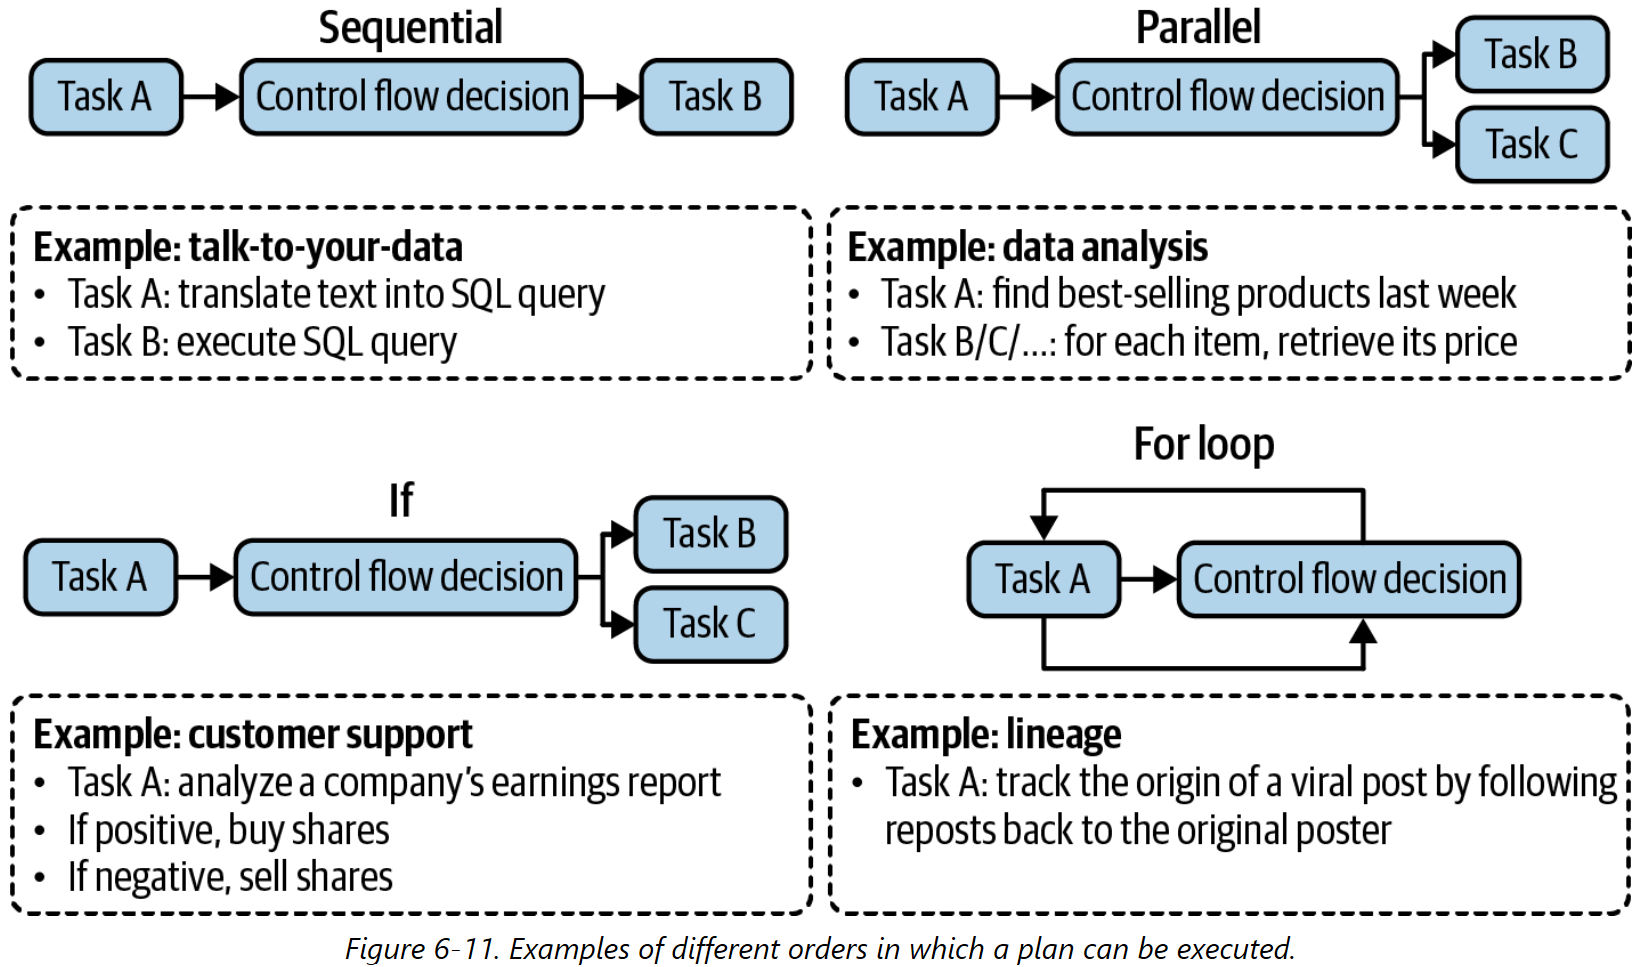 Sequential
Task A
Control flow decision
Task B
Example: talk-to-your-data
• Task A: translate text into SQL query
• Task B: execute SQL query
Parallel
Task A
Control flow decision
Task B
Task C
Example: data analysis
• Task A: find best-selling products last week
• Task B/C/...: for each item, retrieve its price
If
Task A
Control flow decision
Task B
Task C
Example: customer support
• Task A: analyze a company’s earnings report
• If positive, buy shares
• If negative, sell shares
For loop
Task A
Control flow decision
Example: lineage
• Task A: track the origin of a viral post by following
reposts back to the original poster
Figure 6-11. Examples of different orders in which a plan can be executed.